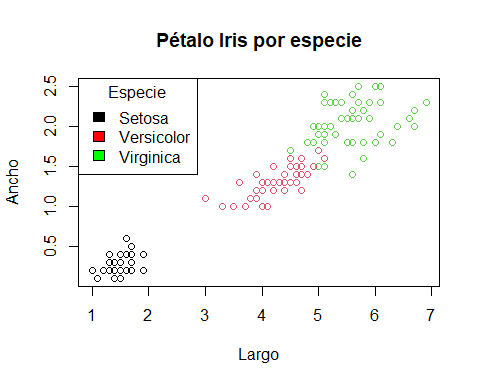 Pétalo Iris por especie
Especie
Setosa
Versicolor
Virginica
Ancho
2.5
2.0
1.5
1.0
0.5
1 2 3 4 5 6 7
Largo